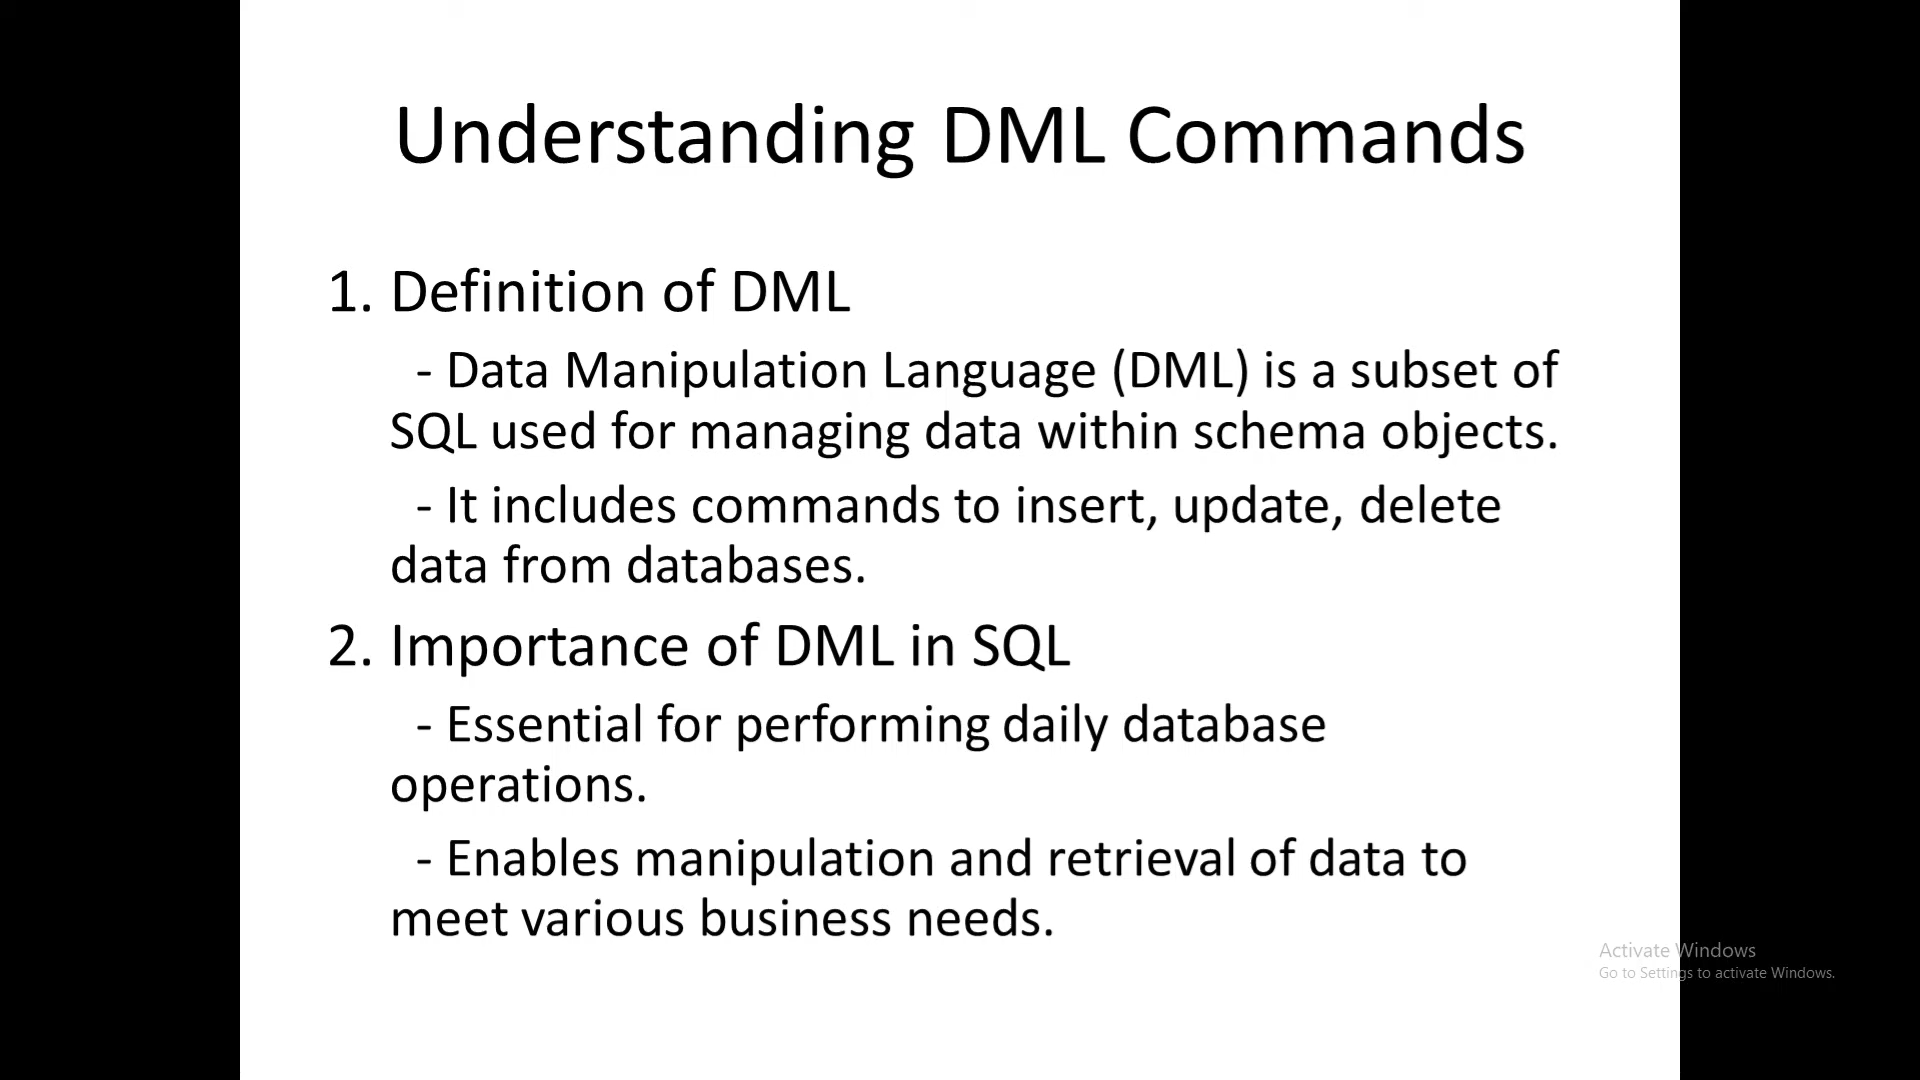 Understanding DML Commands
1. Definition of DML
- Data Manipulation Language (DML) is a subset of
SQL used for managing data within schema objects.
- It includes commands to insert, update, delete
data from databases.
2. Importance of DML in SQL
- Essential for performing daily database
operations.
- Enables manipulation and retrieval of data to
meet various business needs.
Activate Windows
Go to Settings to activate Windows.